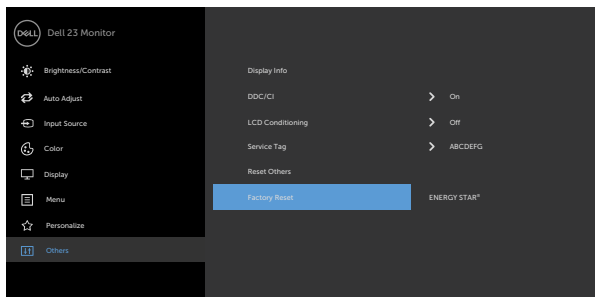 DELL Dell 23 Monitor
Brightness/Contrast
Auto Adjust
Input Source
Color
Display
Menu
Personalize
Others
Display Info
DDC/CI On
LCD Conditioning Off
Service Tag ABCDEFG
Reset Others
Factory Reset ENERGY STAR®